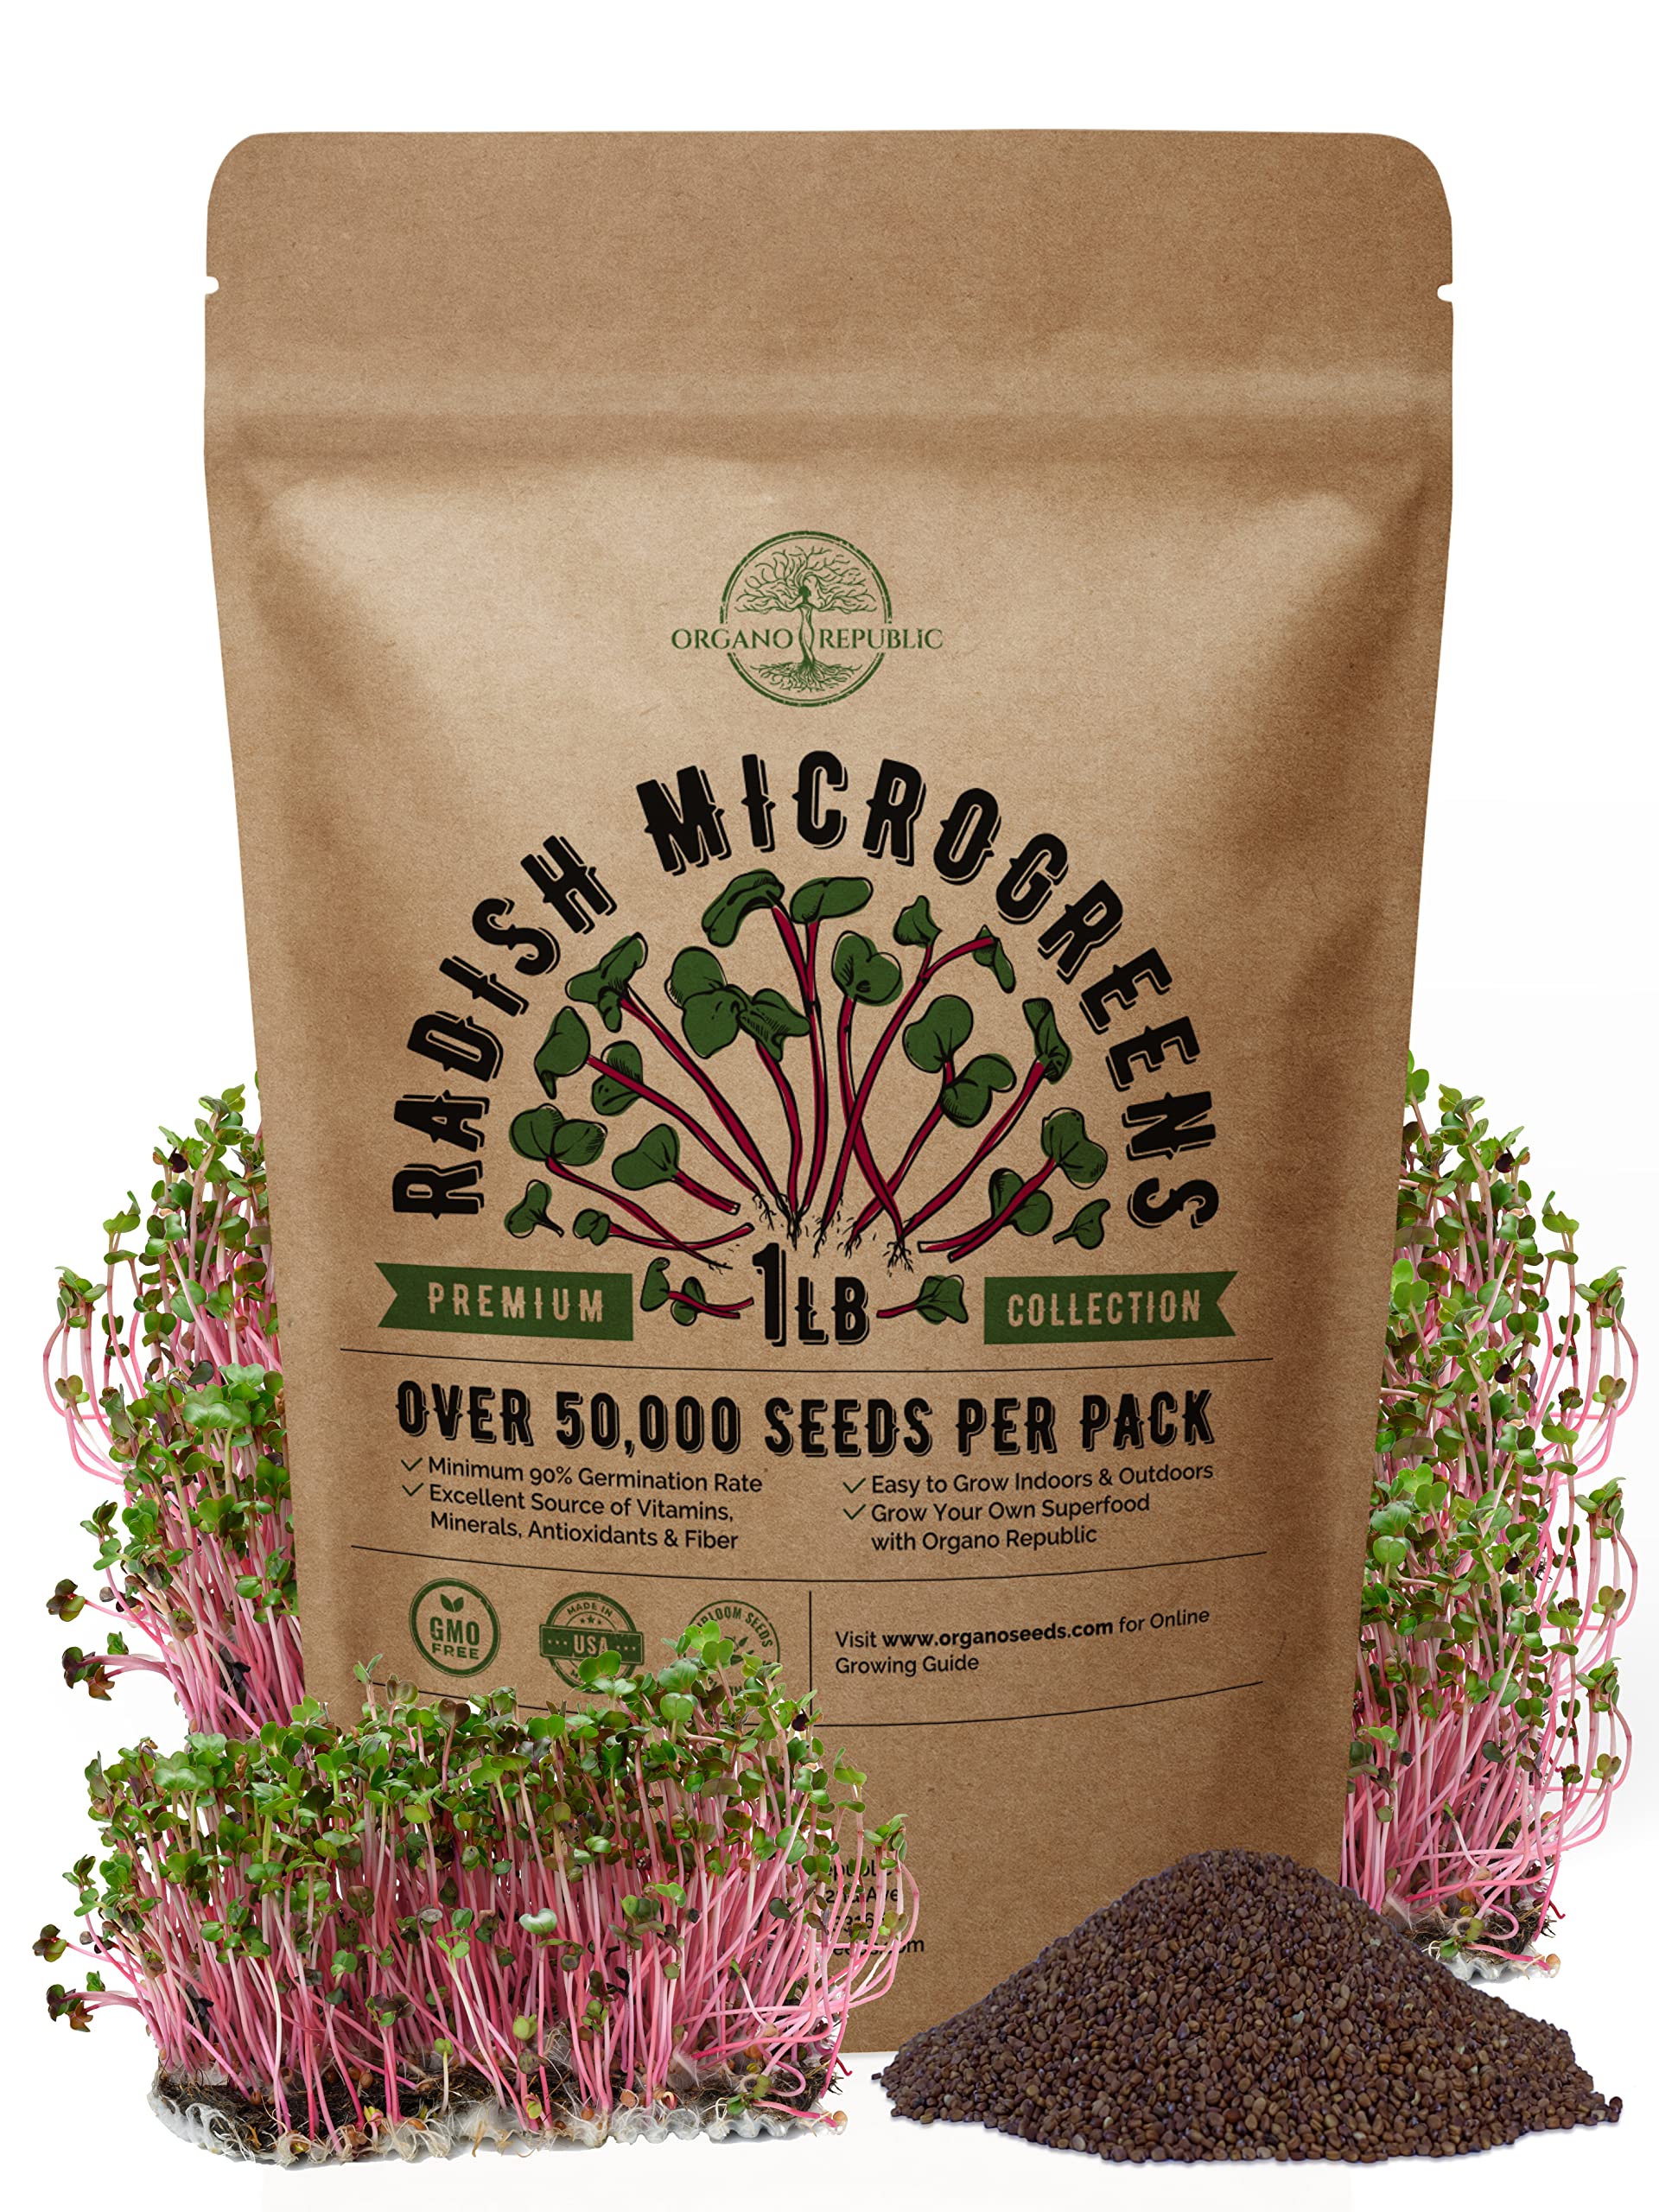 ORGANO REPUBLIC
RADISH MICROGREENS
PREMIUM
1LB
COLLECTION
OVER 50,000 SEEDS PER PACK
Minimum 90% Germination Rate
Excellent Source of Vitamins,
Minerals, Antioxidants & Fiber
Easy to Grow Indoors & Outdoors
Grow Your Own Superfood
with Organo Republic
GMO
FREE
MADE IN
USA
SEEDS
Visit www.organoseeds.com for Online
Growing Guide